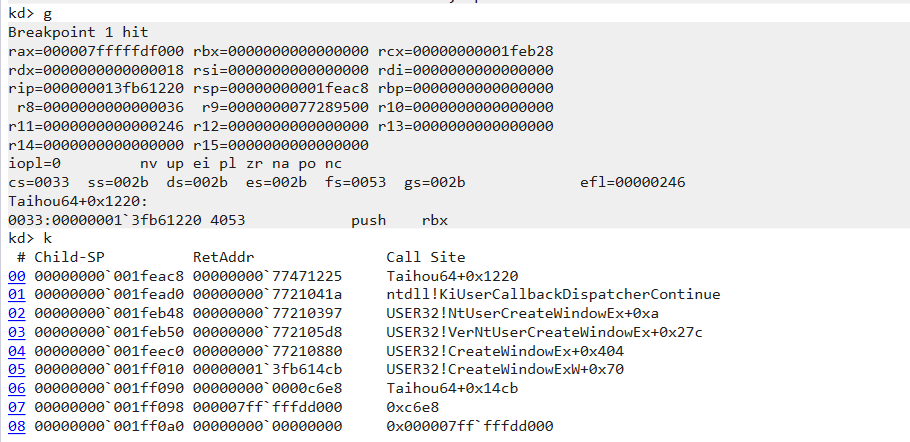 kd> g
Breakpoint 1 hit
rax=000007fffffdf000 rbx=0000000000000000 rcx=00000000001feb28
rdx=0000000000000018 rsi=0000000000000000 rdi=0000000000000000
rip=000000013fb61220 rsp=00000000001feac8 rbp=0000000000000000
r8=0000000000000036 r9=0000000077289500 r10=0000000000000000
r11=0000000000000246 r12=0000000000000000 r13=0000000000000000
r14=0000000000000000 r15=0000000000000000
iopl=0 nv up ei pl zr na po nc
cs=0033 ss=002b ds=002b es=002b fs=0053 gs=002b efl=00000246
Taihou64+0x1220:
0033:00000001`3fb61220 4053 push rbx
kd> k
# Child-SP RetAddr Call Site
00 00000000`001feac8 00000000`77471225 Taihou64+0x1220
01 00000000`001fead0 00000000`7721041a ntdll!KiUserCallbackDispatcherContinue
02 00000000`001feb48 00000000`77210397 USER32!NtUserCreateWindowEx+0xa
03 00000000`001feb50 00000000`772105d8 USER32!VerNtUserCreateWindowEx+0x27c
04 00000000`001feec0 00000000`77210880 USER32!CreateWindowEx+0x404
05 00000000`001ff010 00000001`3fb614cb USER32!CreateWindowExW+0x70
06 00000000`001ff090 00000000`0000c6e8 Taihou64+0x14cb
07 00000000`001ff098 000007ff`fffdd000 0xc6e8
08 00000000`001ff0a0 00000000`00000000 0x000007ff`fffdd000